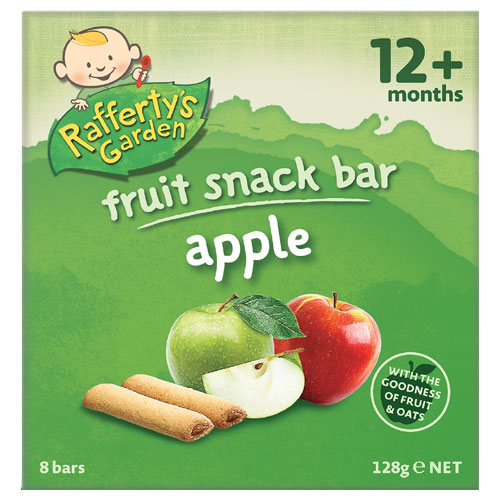 Rafferty's
Garden
12+
months
fruit snack bar
apple
WITH THE
GOODNESS
OF FRUIT
& OATS
8 bars
128g e NET